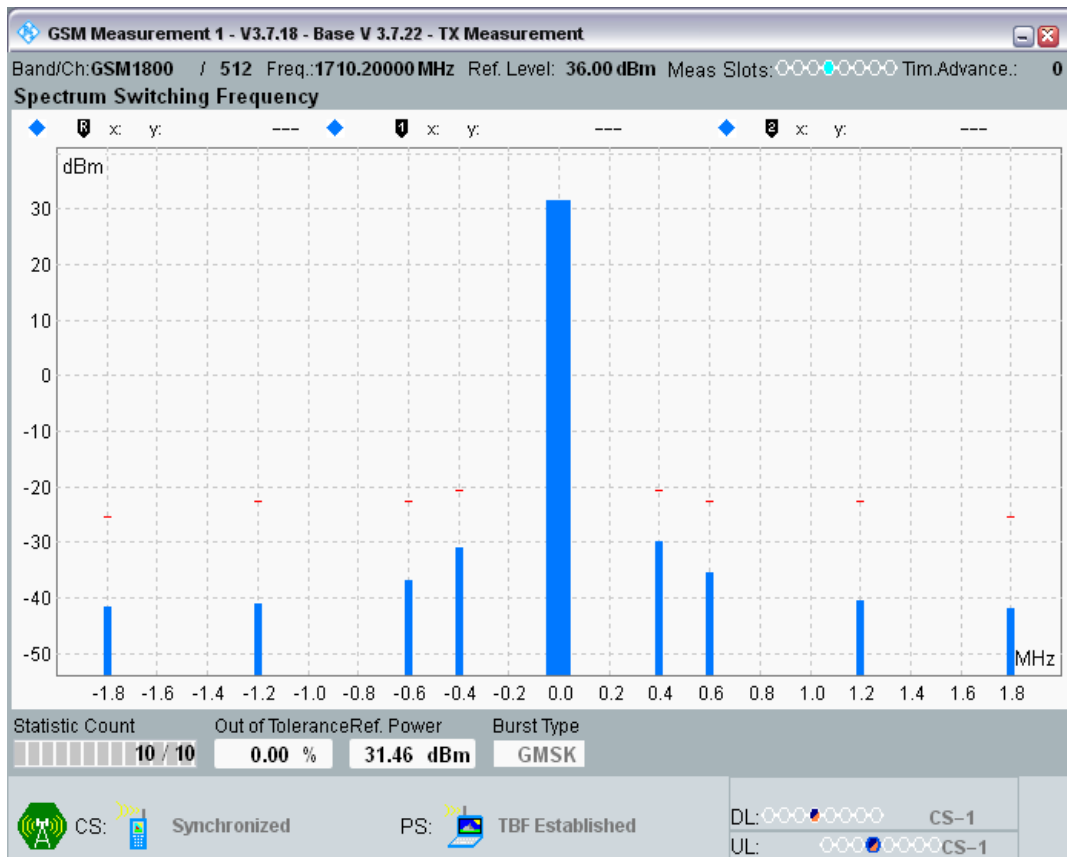 GSM Measurement 1 - V3.7.18 - Base V 3.7.22 - TX Measurement
Band/Ch:GSM1800 / 512 Freq.:1710.20000 MHz Ref. Level: 36.00 dBm Meas Slots: Tim.Advance.: 0
Spectrum Switching Frequency
R x: y: --- 1 x: y: --- 2 x: y: ---
dBm
30
20
10
0
-10
-20
-30
-40
-50
MHz
-1.8 -1.6 -1.4 -1.2 -1.0 -0.8 -0.6 -0.4 -0.2 0.0 0.2 0.4 0.6 0.8 1.0 1.2 1.4 1.6 1.8
Statistic Count Out of Tolerance Ref. Power Burst Type
10 / 10 0.00 % 31.46 dBm GMSK
CS: Synchronized PS: TBF Established
DL: CS-1
UL: CS-1